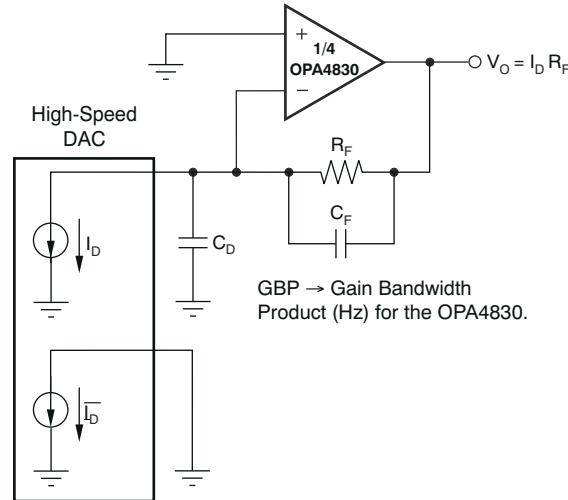 +
1/4
OPA4830
−
V_O = I_D R_F
High-Speed
DAC
R_F
C_F
I_D
C_D
GBP → Gain Bandwidth
Product (Hz) for the OPA4830.
I̅_D̅